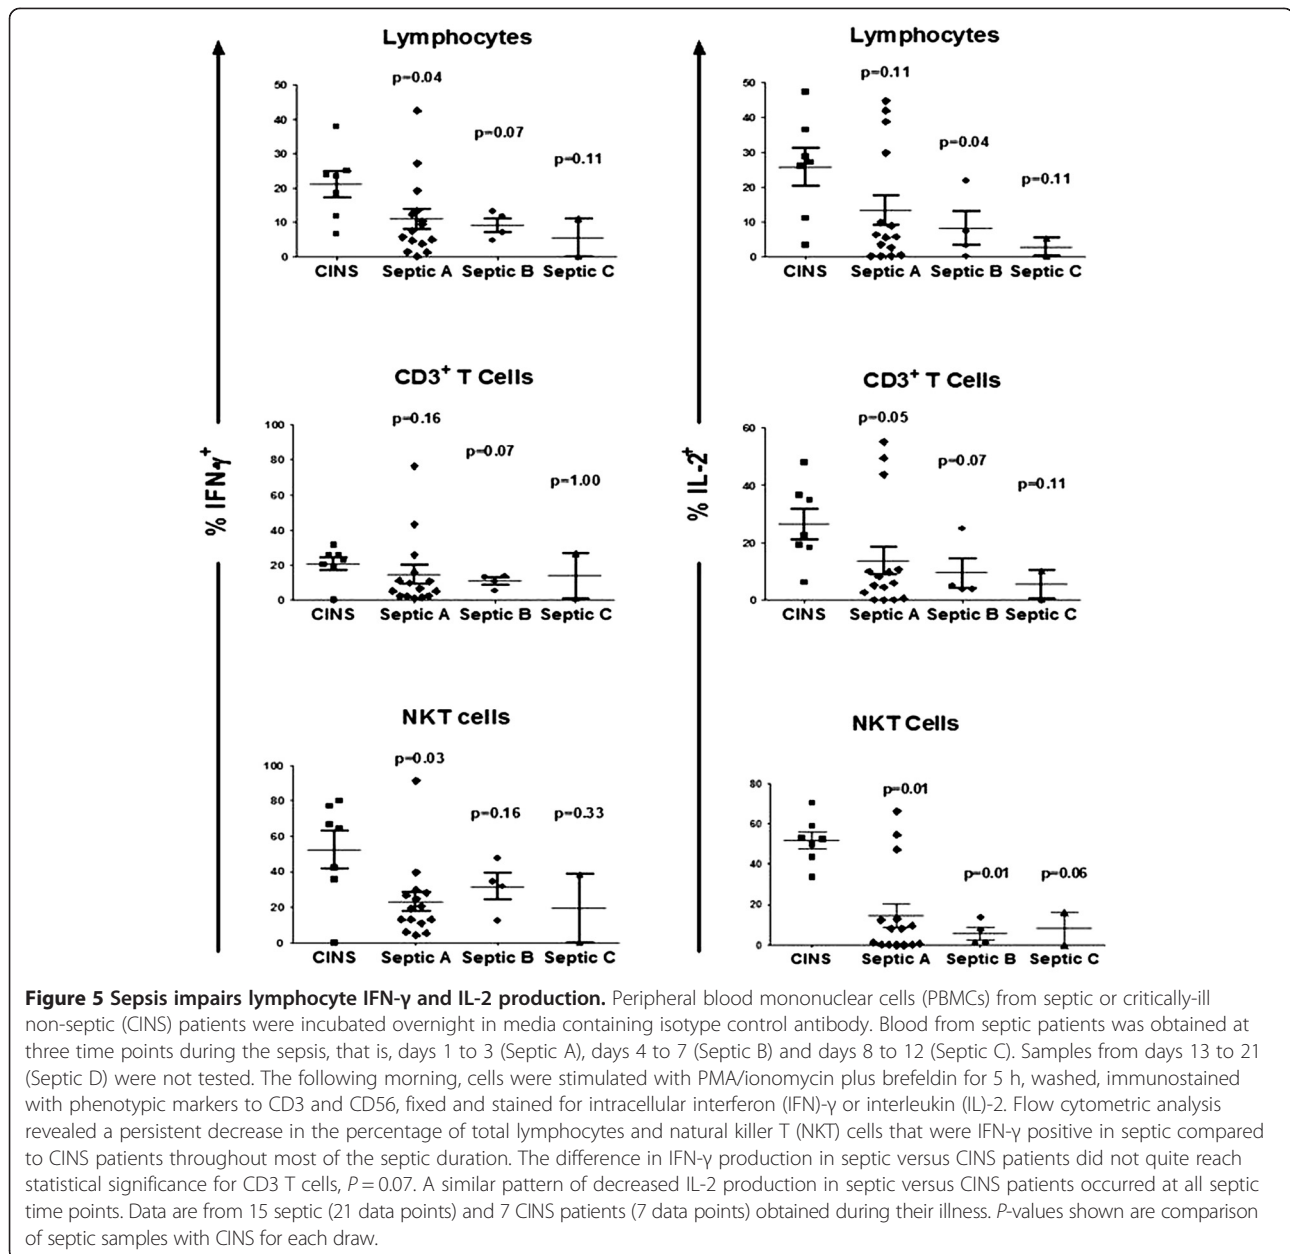 Lymphocytes
p=0.04
p=0.07
p=0.11
50
40
30
20
10
0
CINS Septic A Septic B Septic C
Lymphocytes
p=0.11
p=0.04
p=0.11
50
40
30
20
10
0
CINS Septic A Septic B Septic C
% IFNγ+
CD3+ T Cells
p=0.16
p=0.07
p=1.00
100
80
60
40
20
0
CINS Septic A Septic B Septic C
% IL-2+
CD3+ T Cells
p=0.05
p=0.07
p=0.11
60
40
20
0
CINS Septic A Septic B Septic C
NKT cells
p=0.03
p=0.16
p=0.33
100
80
60
40
20
0
CINS Septic A Septic B Septic C
NKT Cells
p=0.01
p=0.01
p=0.06
80
60
40
20
0
CINS Septic A Septic B Septic C
Figure 5 Sepsis impairs lymphocyte IFN-γ and IL-2 production. Peripheral blood mononuclear cells (PBMCs) from septic or critically-ill
non-septic (CINS) patients were incubated overnight in media containing isotype control antibody. Blood from septic patients was obtained at
three time points during the sepsis, that is, days 1 to 3 (Septic A), days 4 to 7 (Septic B) and days 8 to 12 (Septic C). Samples from days 13 to 21
(Septic D) were not tested. The following morning, cells were stimulated with PMA/ionomycin plus brefeldin for 5 h, washed, immunostained
with phenotypic markers to CD3 and CD56, fixed and stained for intracellular interferon (IFN)-γ or interleukin (IL)-2. Flow cytometric analysis
revealed a persistent decrease in the percentage of total lymphocytes and natural killer T (NKT) cells that were IFN-γ positive in septic compared
to CINS patients throughout most of the septic duration. The difference in IFN-γ production in septic versus CINS patients did not quite reach
statistical significance for CD3 T cells, P = 0.07. A similar pattern of decreased IL-2 production in septic versus CINS patients occurred at all septic
time points. Data are from 15 septic (21 data points) and 7 CINS patients (7 data points) obtained during their illness. P-values shown are comparison
of septic samples with CINS for each draw.